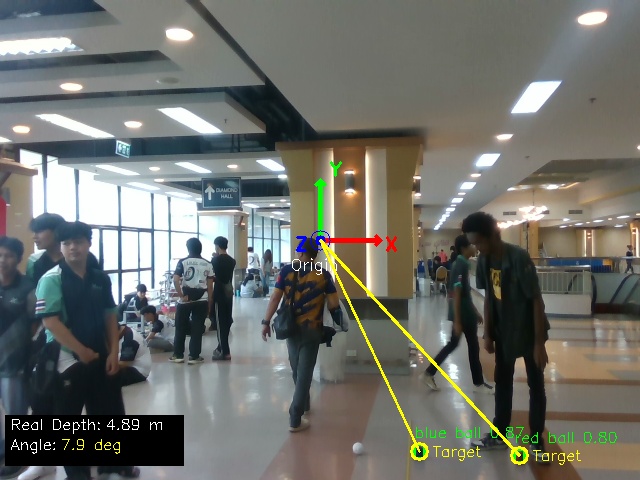 DIAMOND
HALL
Y
Z
X
Origin
Real Depth: 4.89 m
Angle: 7.9 deg
blue ball 0.87
red ball 0.80
Target
Target